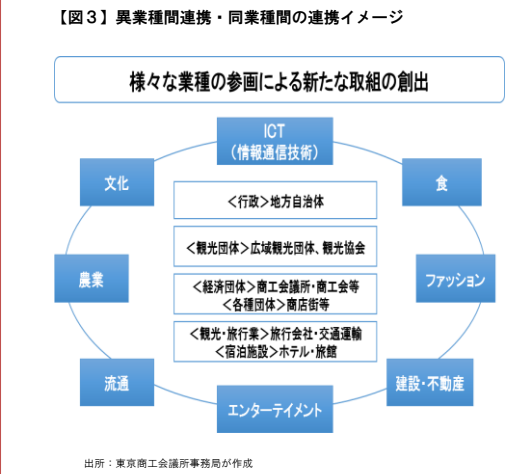 【図３】異業種間連携・同業種間の連携イメージ
様々な業種の参画による新たな取組の創出
ICT
（情報通信技術）
文化
食
＜行政＞地方自治体
＜観光団体＞広域観光団体、観光協会
農業
ファッション
＜経済団体＞商工会議所・商工会等
＜各種団体＞商店街等
＜観光・旅行業＞旅行会社・交通運輸
＜宿泊施設＞ホテル・旅館
流通
建設・不動産
エンターテイメント
出所：東京商工会議所事務局が作成